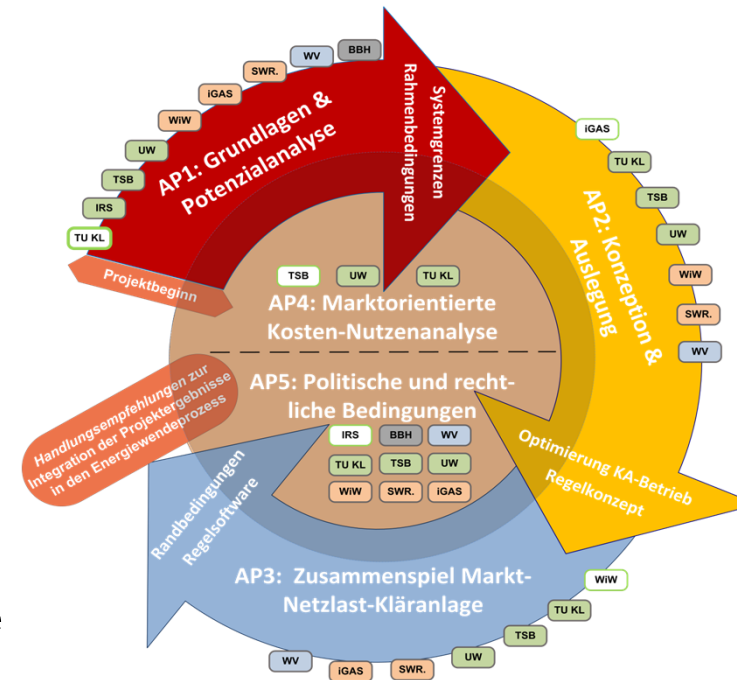 BBH
WV
SWR.
iGAS
WiW
UW
TSB
IRS
TU KL
AP1: Grundlagen &
Potenzialanalyse
Systemgrenzen
Rahmenbedingungen
Projektbeginn
iGAS
TU KL
TSB
UW
WiW
SWR.
WV
AP2: Konzeption &
Auslegung
Optimierung KA-Betrieb
Regelkonzept
TSB UW TU KL
AP4: Marktorientierte
Kosten-Nutzenanalyse
AP5: Politische und recht-
liche Bedingungen
IRS BBH WV
TU KL TSB UW
WiW SWR. iGAS
Handlungsempfehlungen zur
Integration der Projektergebnisse
in den Energiewendeprozess
Randbedingungen
Regelsoftware
AP3: Zusammenspiel Markt-
Netzlast-Kläranlage
WiW
TU KL
TSB
UW
SWR.
iGAS
WV
e